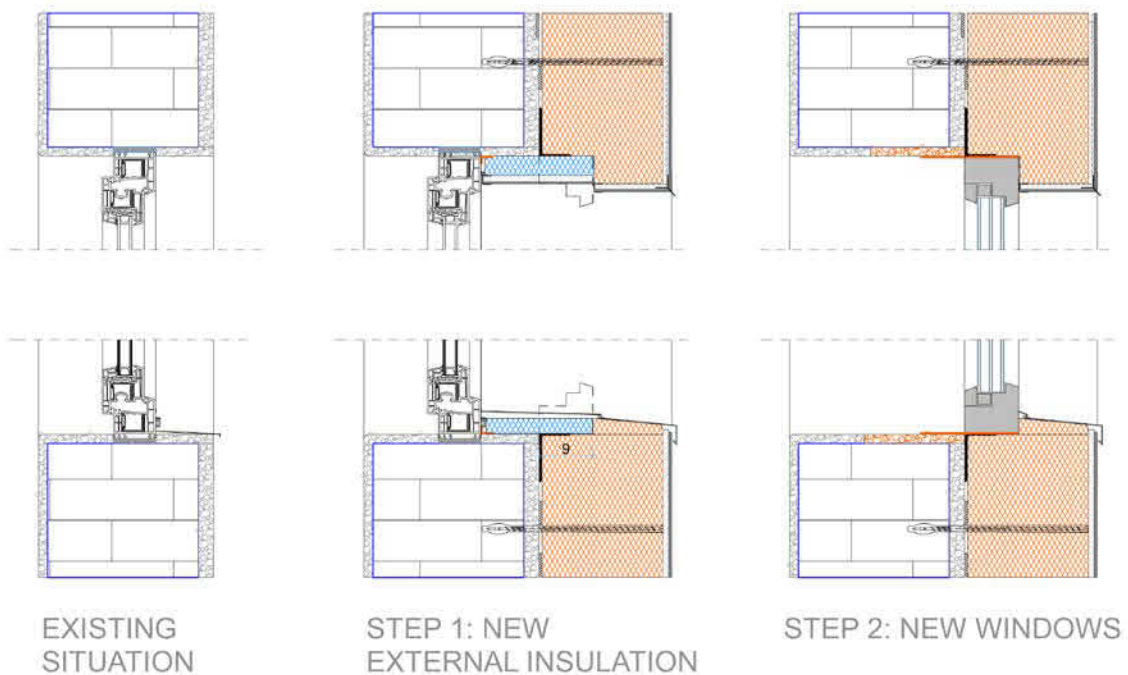 9
EXISTING
SITUATION
STEP 1: NEW
EXTERNAL INSULATION
STEP 2: NEW WINDOWS